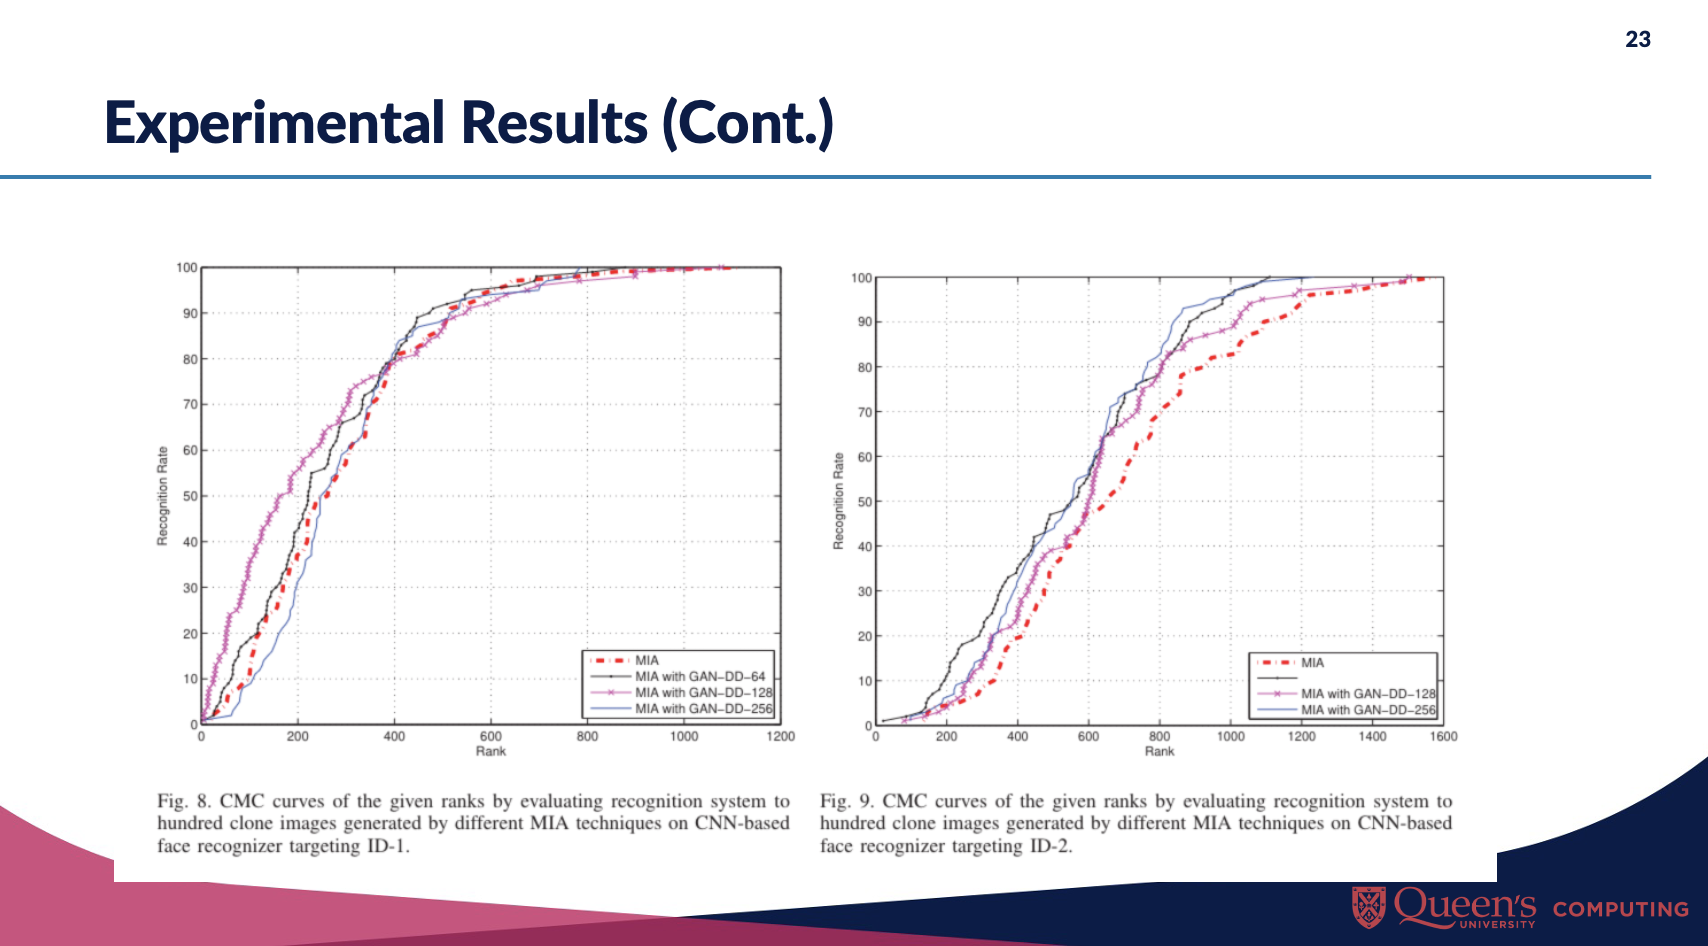 23
Experimental Results (Cont.)
100
90
80
70
60
50
40
30
20
10
0
Recognition Rate
0 200 400 600 800 1000 1200
Rank
MIA
MIA with GAN-DD-64
MIA with GAN-DD-128
MIA with GAN-DD-256
Fig. 8. CMC curves of the given ranks by evaluating recognition system to
hundred clone images generated by different MIA techniques on CNN-based
face recognizer targeting ID-1.
100
90
80
70
60
50
40
30
20
10
0
Recognition Rate
0 200 400 600 800 1000 1200 1400 1600
Rank
MIA
MIA with GAN-DD-128
MIA with GAN-DD-256
Fig. 9. CMC curves of the given ranks by evaluating recognition system to
hundred clone images generated by different MIA techniques on CNN-based
face recognizer targeting ID-2.
Queen's
UNIVERSITY
COMPUTING